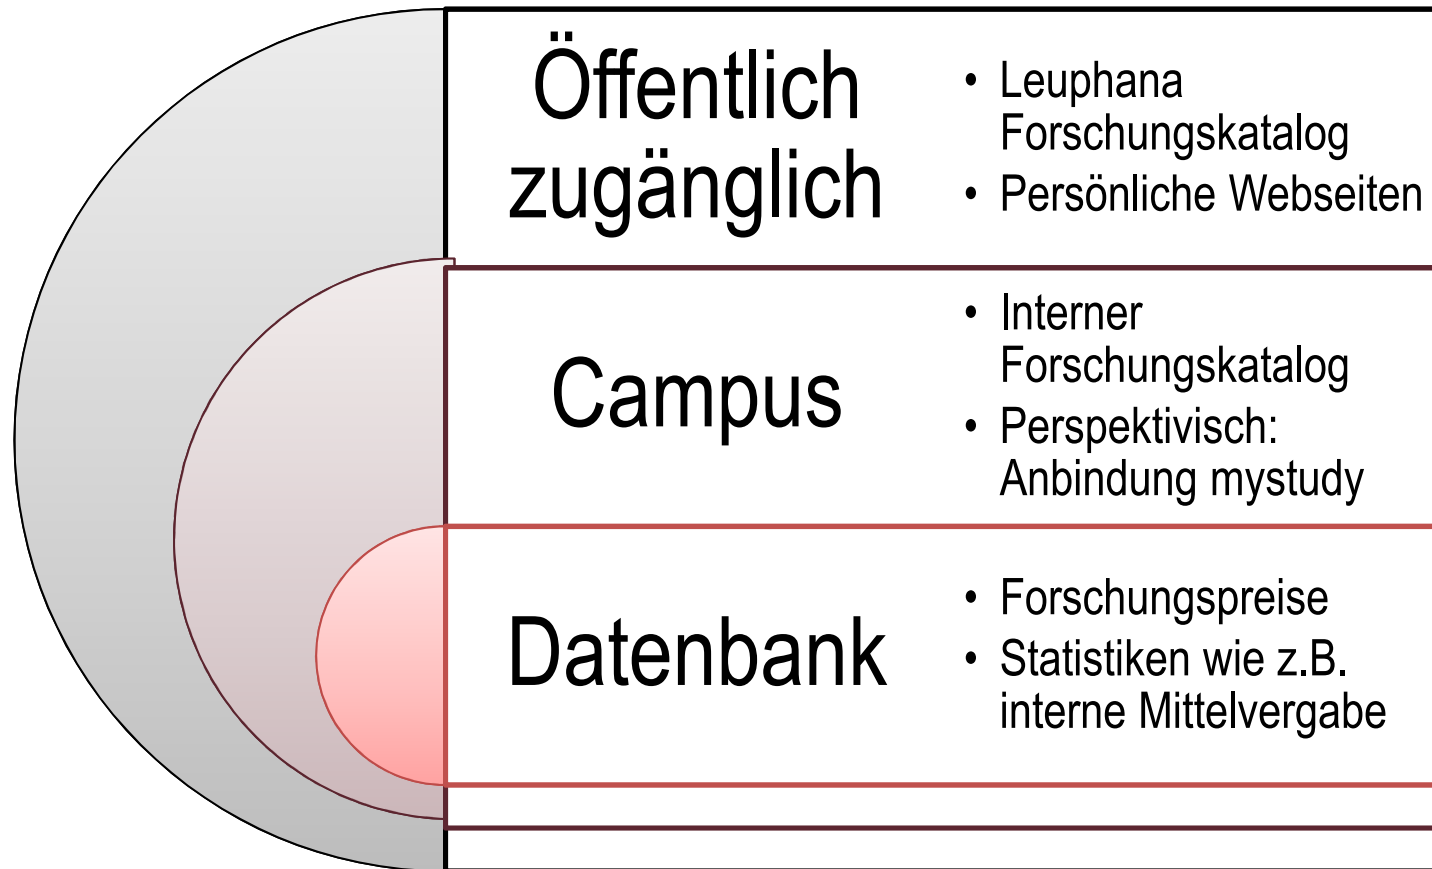 Öffentlich
zugänglich
• Leuphana
Forschungskatalog
• Persönliche Webseiten
Campus
• Interner
Forschungskatalog
• Perspektivisch:
Anbindung mystudy
Datenbank
• Forschungspreise
• Statistiken wie z.B.
interne Mittelvergabe